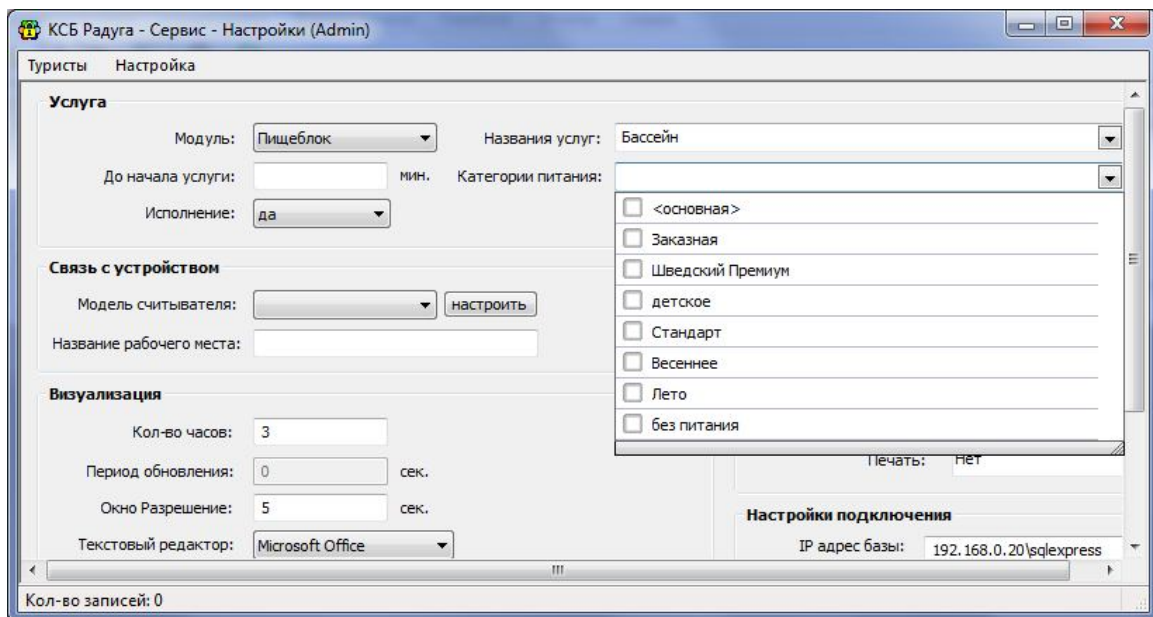 КСБ Радуга - Сервис - Настройки (Admin)
Туристы Настройка
Услуга
Модуль: Пищеблок Названия услуг: Бассейн
До начала услуги: мин. Категории питания:
Исполнение: да
<основная>
Заказная
Шведский Премиум
детское
Стандарт
Весеннее
Лето
без питания
Связь с устройством
Модель считывателя: настроить
Название рабочего места:
Визуализация
Кол-во часов: 3
Период обновления: 0 сек.
Окно Разрешение: 5 сек.
Текстовый редактор: Microsoft Office
Печать: Нет
Настройки подключения
IP адрес базы: 192.168.0.20\sqlexpress
Кол-во записей: 0